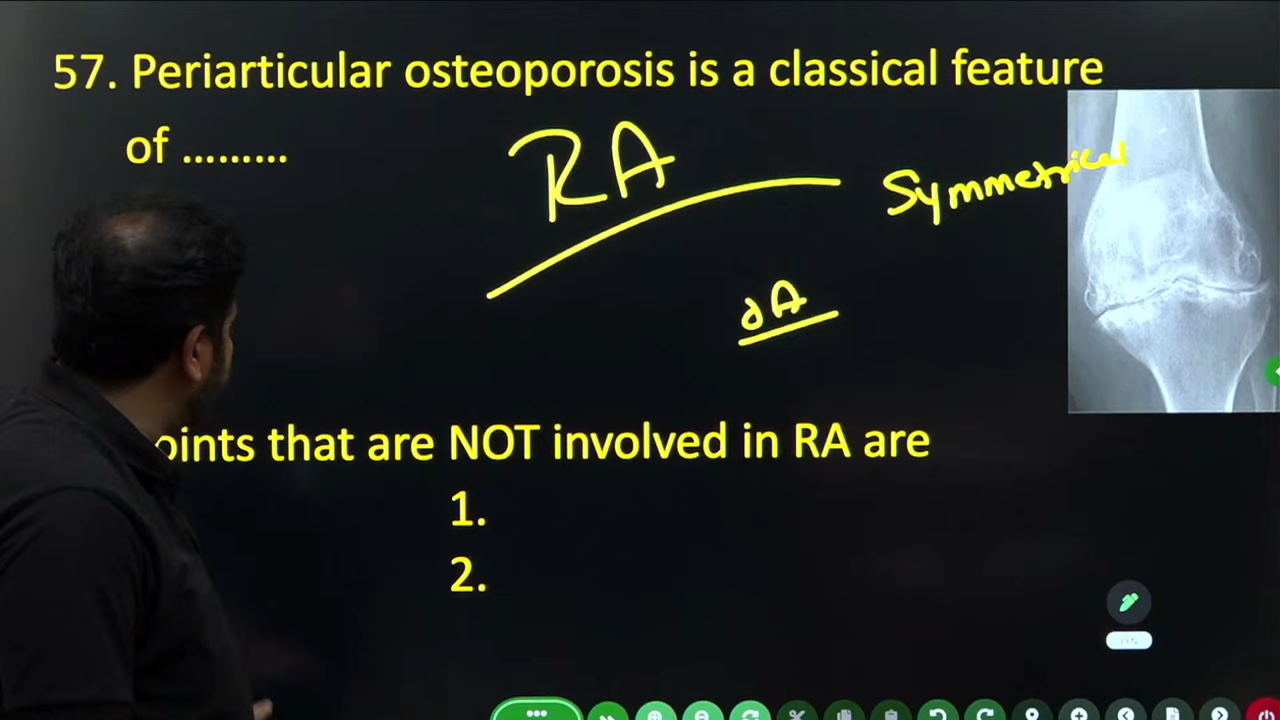 57. Periarticular osteoporosis is a classical feature
of .........
RA
Symmetrical
OA
oints that are NOT involved in RA are
1.
2.